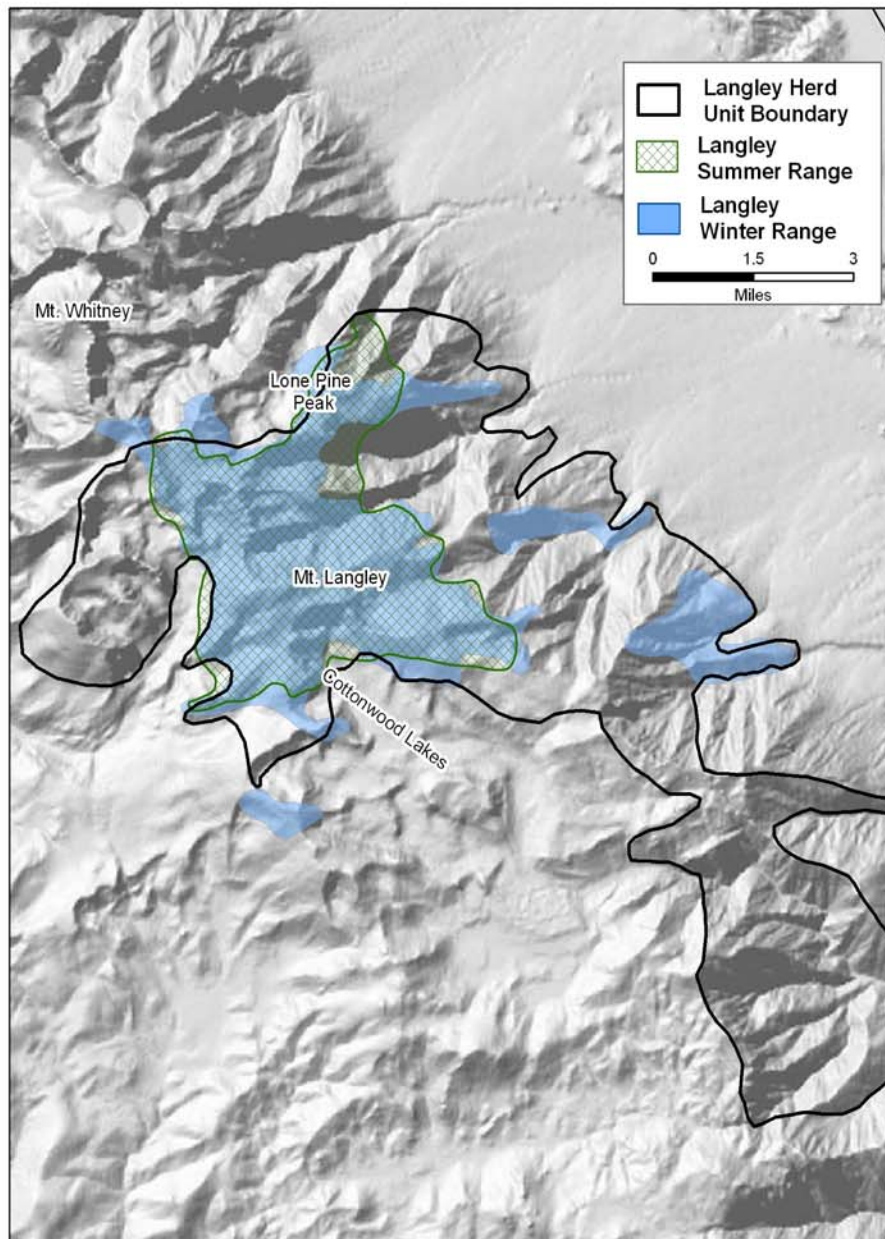 Langley Herd
Unit Boundary
Langley
Summer Range
Langley
Winter Range
0 1.5 3
Miles
Mt. Whitney
Lone Pine
Peak
Mt. Langley
Cottonwood Lakes